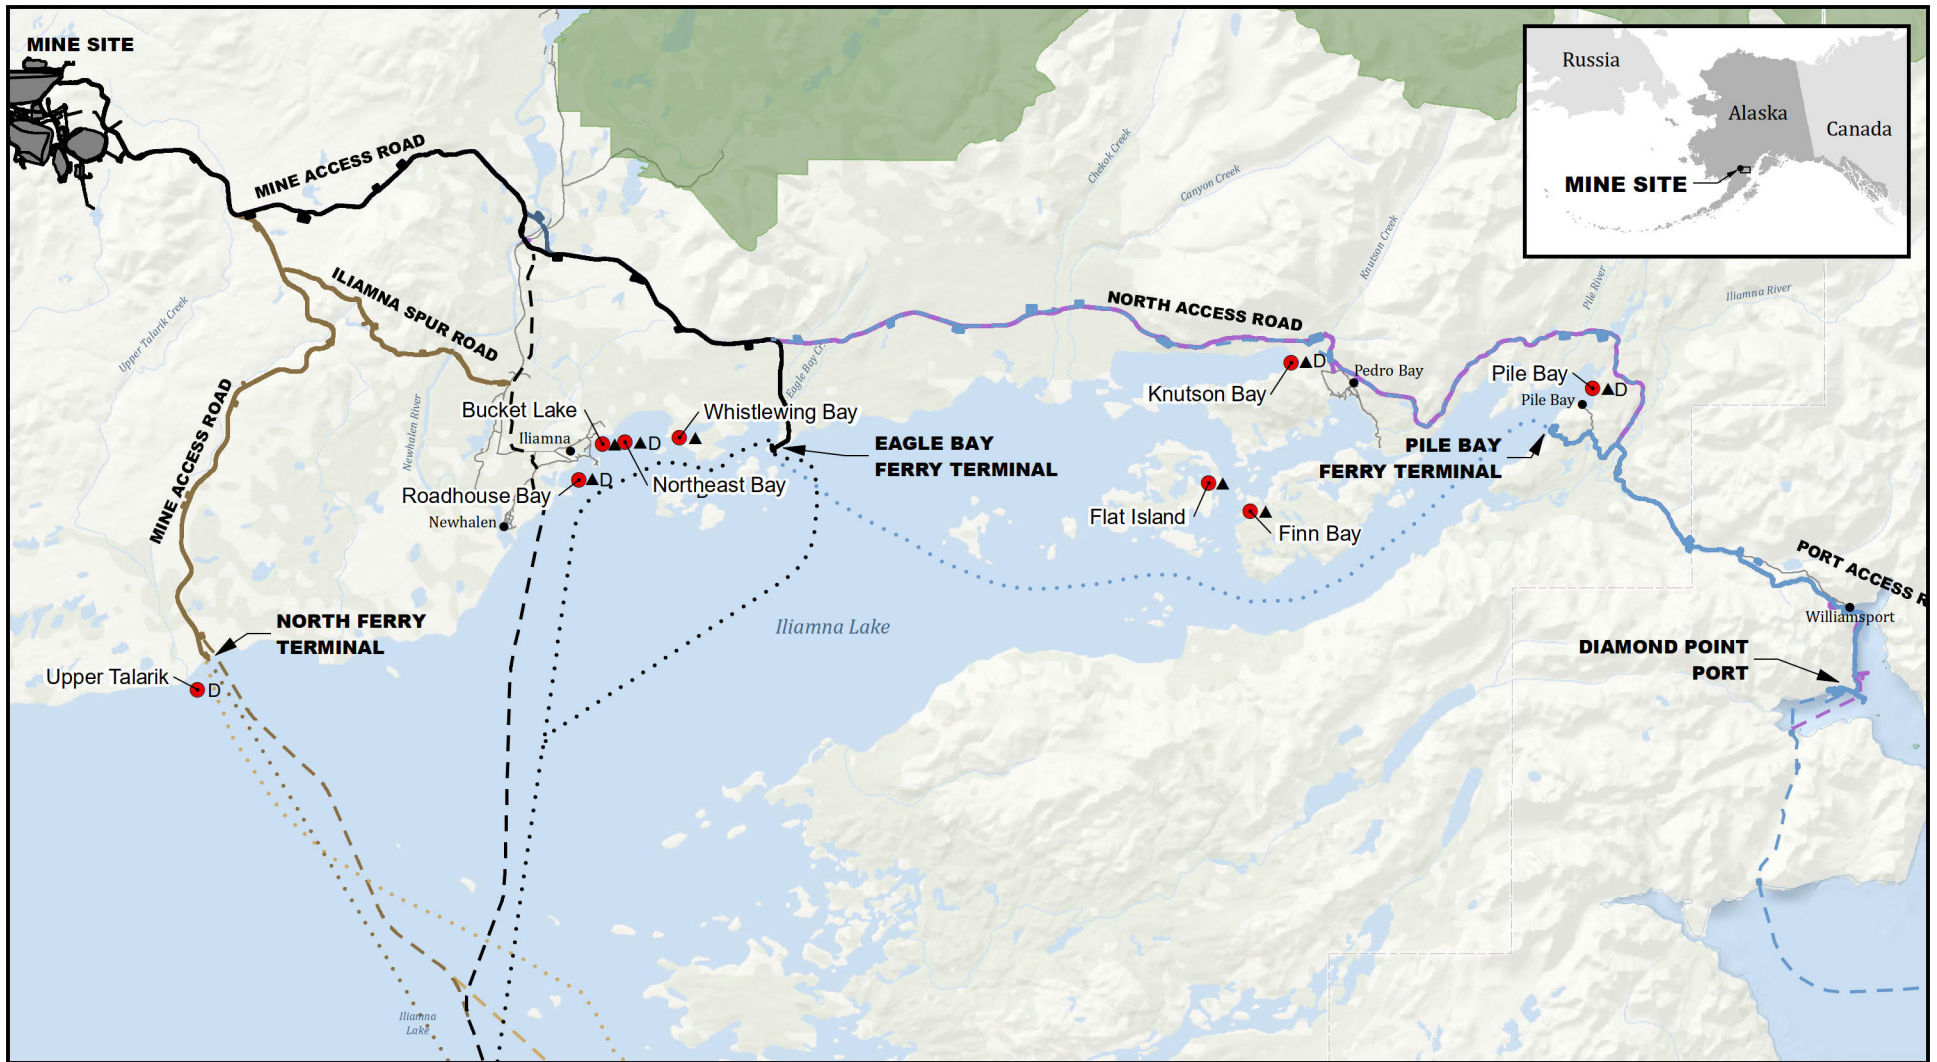 MINE SITE
Russia
Alaska
Canada
MINE SITE
MINE ACCESS ROAD
Chekok Creek
Canyon Creek
Knutson Creek
Pile River
Iliamna River
ILIAMNA SPUR ROAD
Upper Talarik Creek
NORTH ACCESS ROAD
Eagle Bay Cr.
MINE ACCESS ROAD
Newhalen River
Bucket Lake
Iliamna
D
Whistlewing Bay
Knutson Bay
D
Pedro Bay
Pile Bay
D
Pile Bay
EAGLE BAY
FERRY TERMINAL
PILE BAY
FERRY TERMINAL
Roadhouse Bay
D
Northeast Bay
Newhalen
Flat Island
Finn Bay
PORT ACCESS R
Williamsport
NORTH FERRY
TERMINAL
Iliamna Lake
DIAMOND POINT
PORT
Upper Talarik
D
Iliamna
Lake